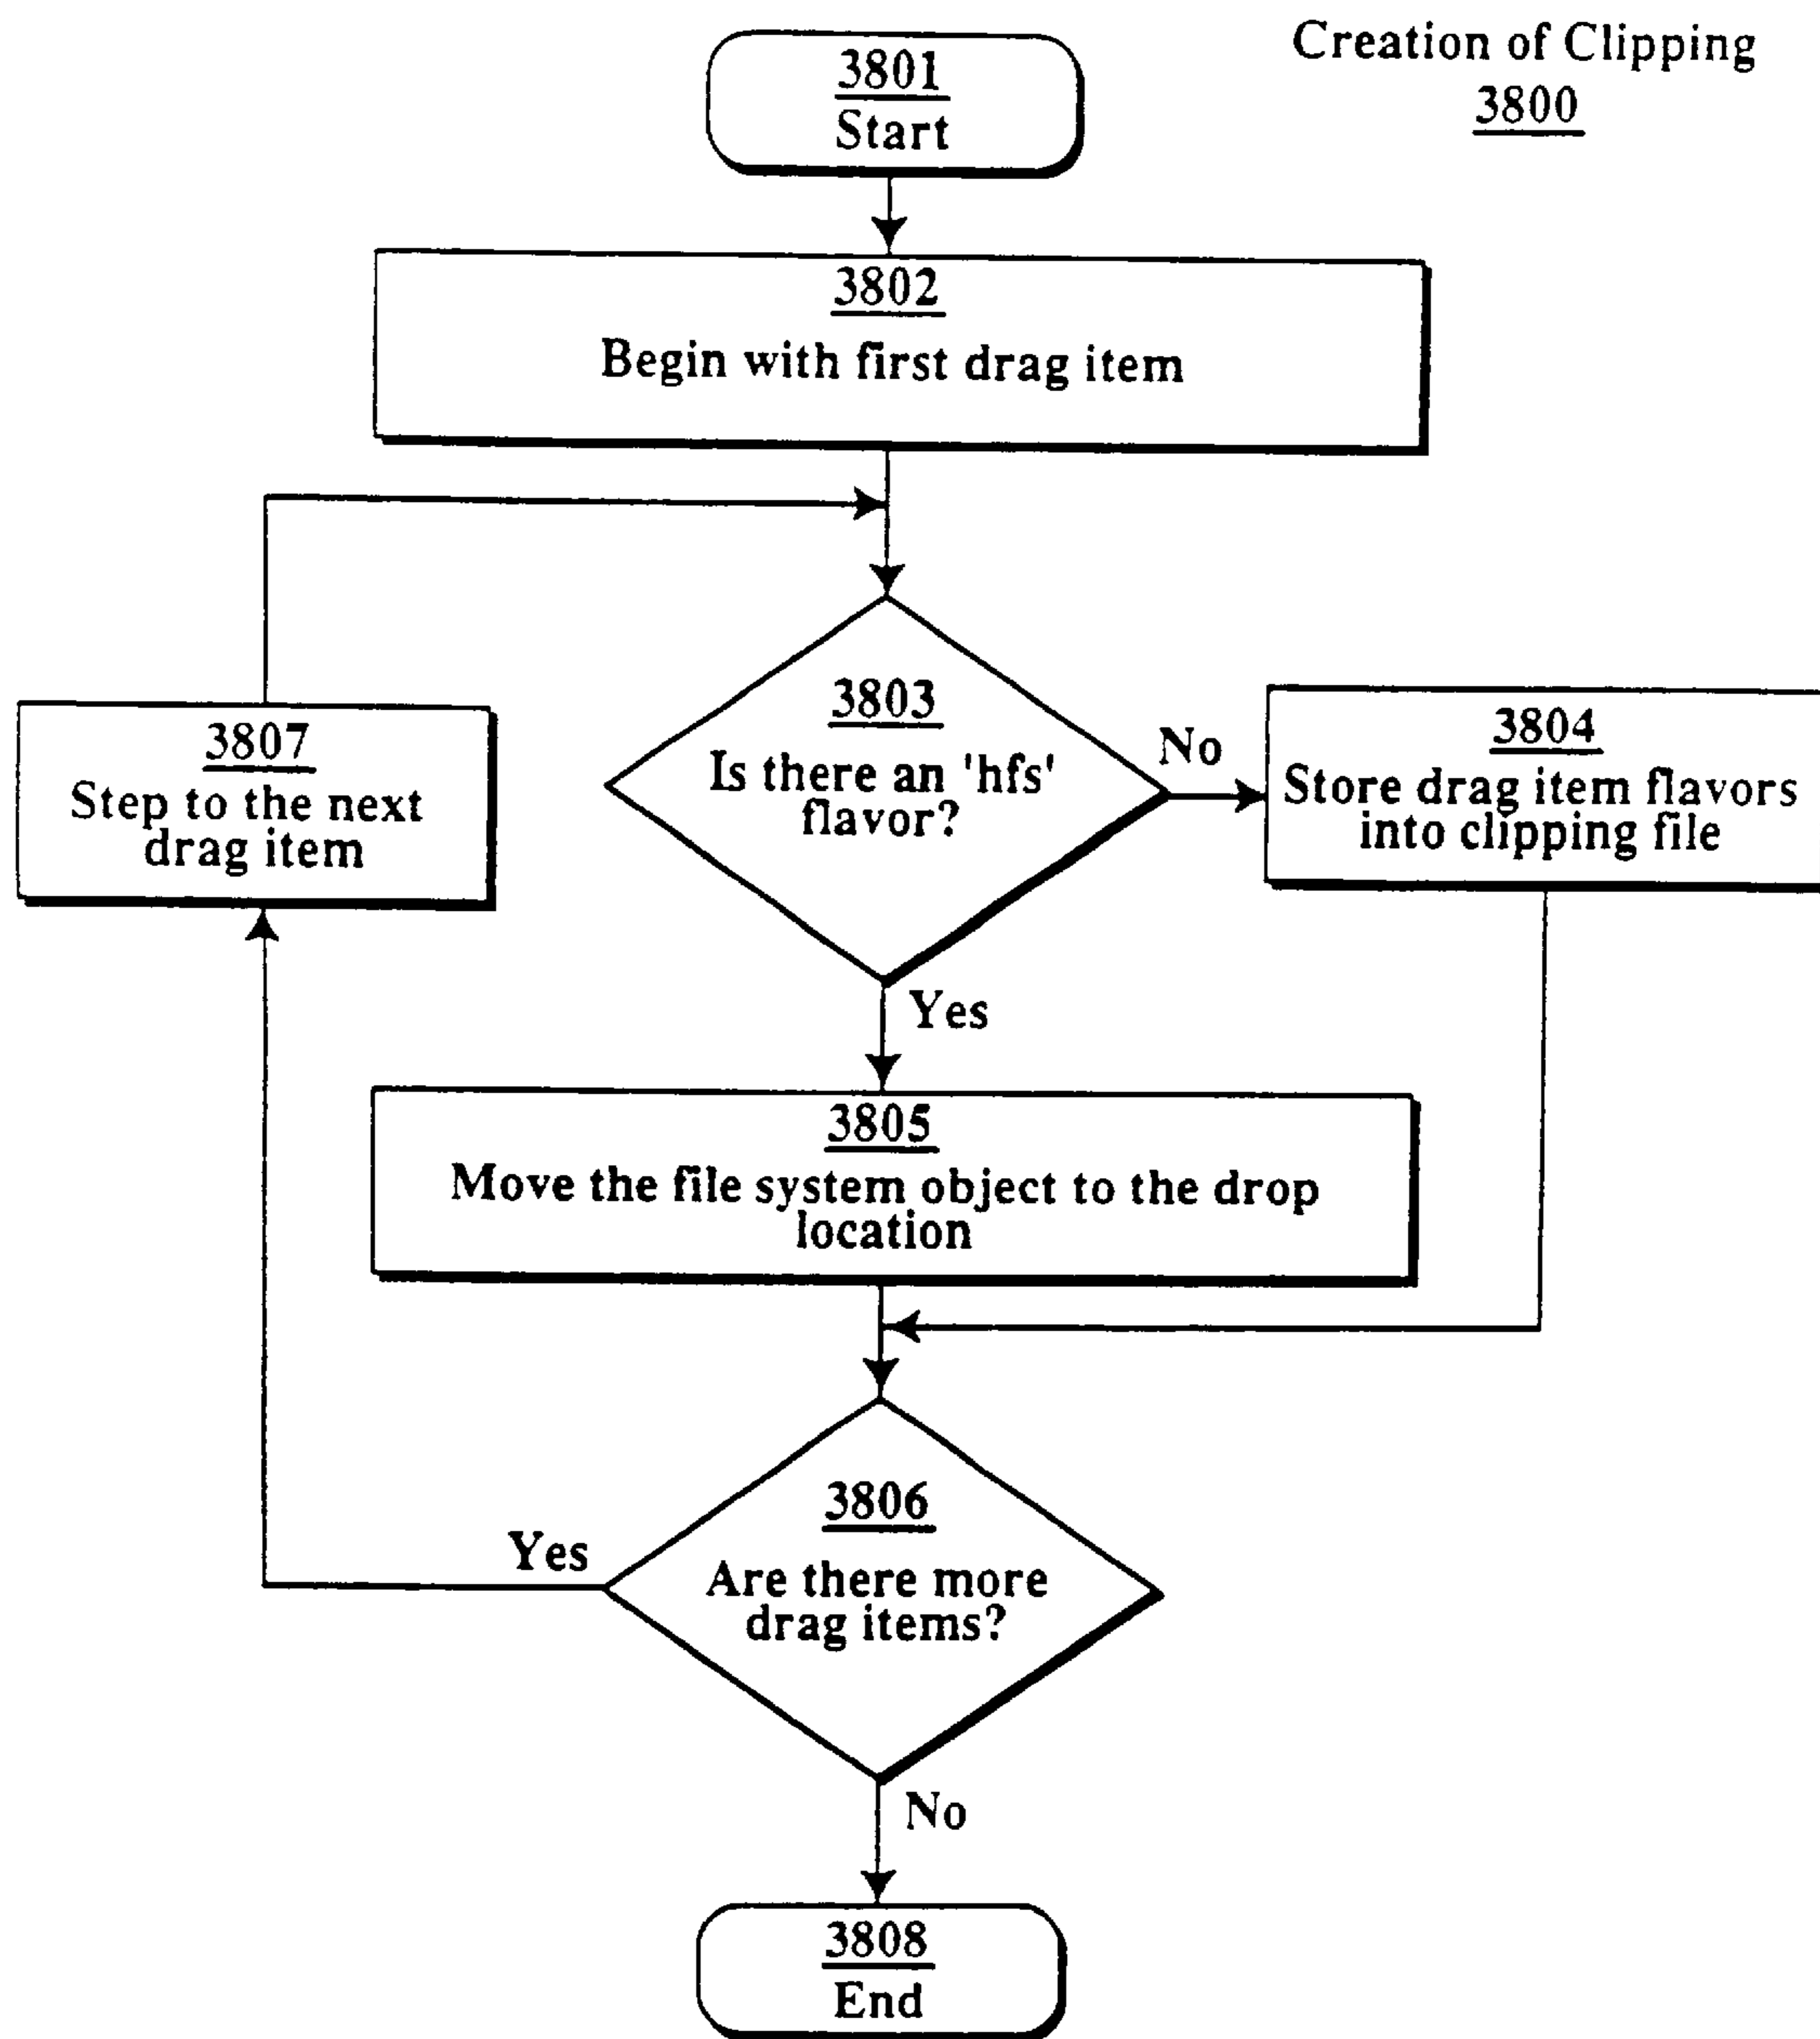 Creation of Clipping
3800
3801
Start
3802
Begin with first drag item
3803
Is there an 'hfs'
flavor?
No
3804
Store drag item flavors
into clipping file
3807
Step to the next
drag item
Yes
3805
Move the file system object to the drop
location
3806
Are there more
drag items?
Yes
No
3808
End